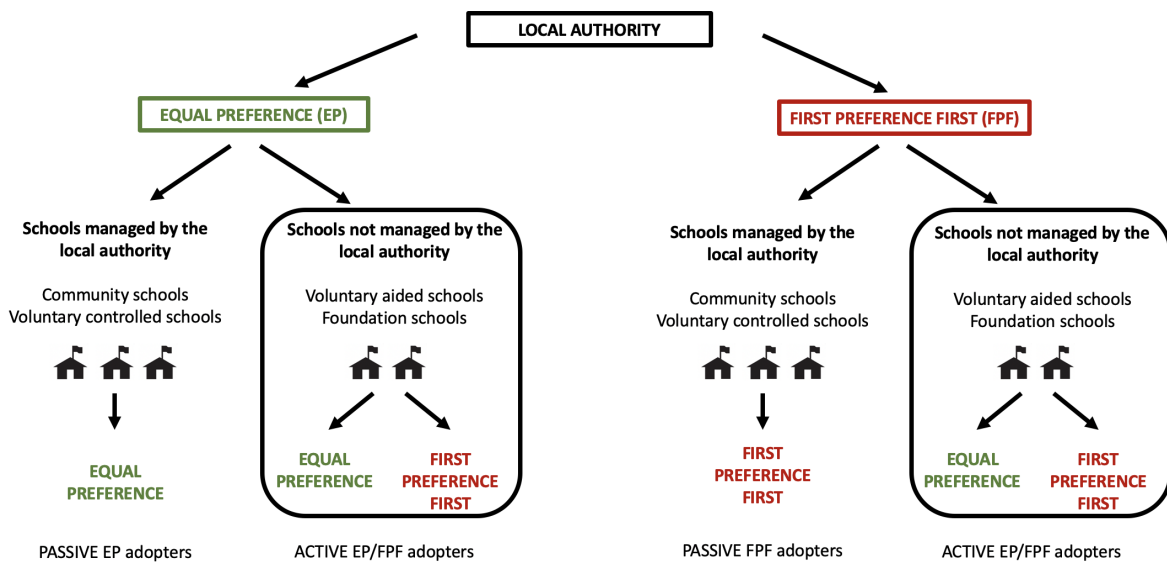 LOCAL AUTHORITY
EQUAL PREFERENCE (EP)
FIRST PREFERENCE FIRST (FPF)
Schools managed by the
local authority
Community schools
Voluntary controlled schools
EQUAL
PREFERENCE
PASSIVE EP adopters
Schools not managed by the
local authority
Voluntary aided schools
Foundation schools
EQUAL
PREFERENCE
FIRST
PREFERENCE
FIRST
ACTIVE EP/FPF adopters
Schools managed by the
local authority
Community schools
Voluntary controlled schools
FIRST
PREFERENCE
FIRST
PASSIVE FPF adopters
Schools not managed by the
local authority
Voluntary aided schools
Foundation schools
EQUAL
PREFERENCE
FIRST
PREFERENCE
FIRST
ACTIVE EP/FPF adopters